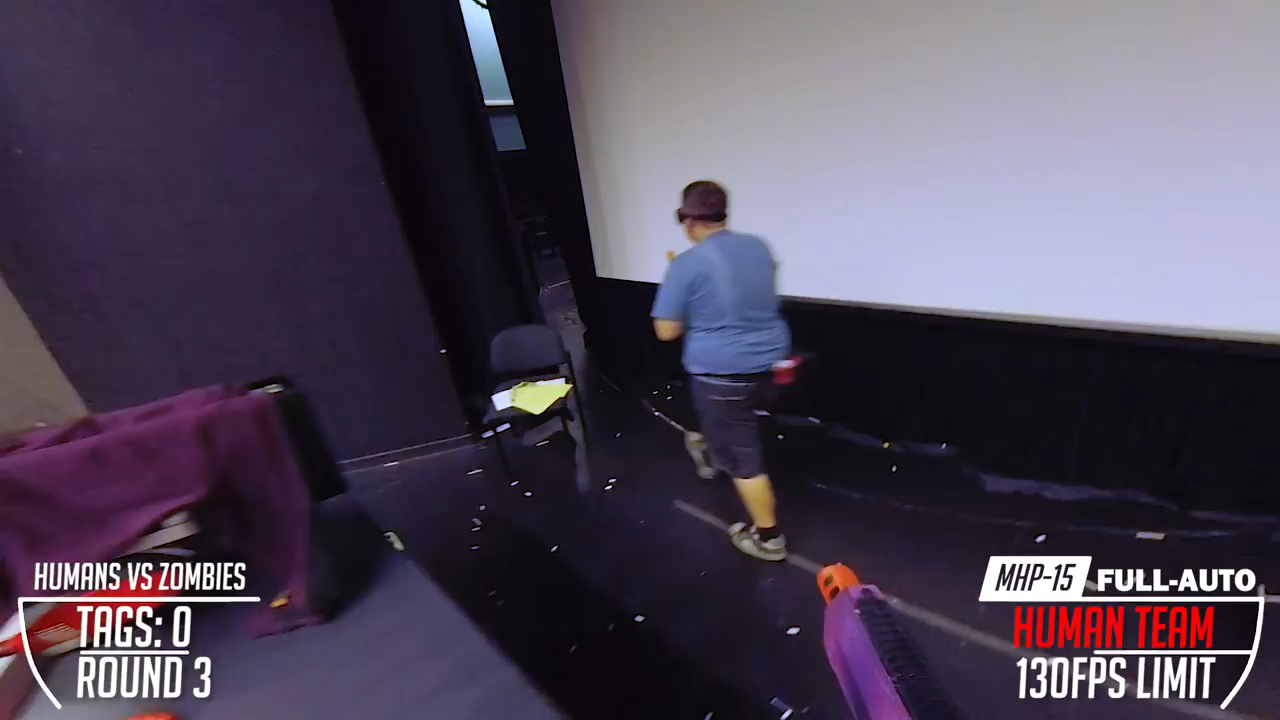 HUMANS VS ZOMBIES
TAGS: 0
ROUND 3
MHP-15 FULL-AUTO
HUMAN TEAM
130FPS LIMIT